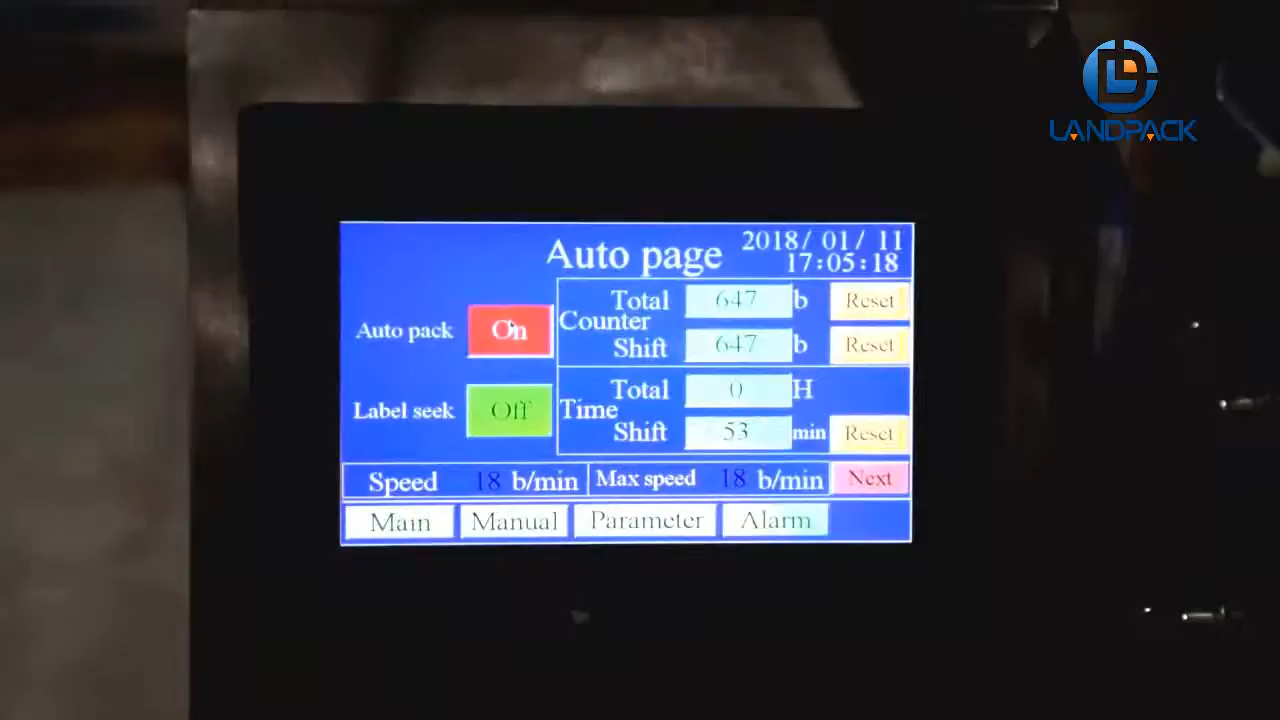 LANDPACK
Auto page
2018/ 01/ 11
17:05:18
Auto pack On
Label seek Off
Counter
Total 647 b Reset
Shift 647 b Reset
Time
Total 0 H
Shift 53 min Reset
Speed 18 b/min Max speed 18 b/min Next
Main Manual Parameter Alarm